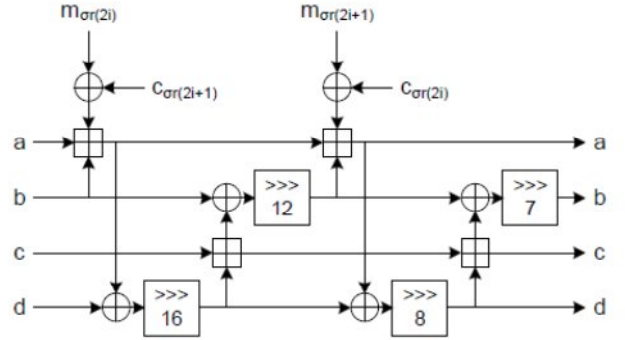 mσr(2i) mσr(2i+1)
cσr(2i+1) cσr(2i)
a a
b >>> 12 >>> 7 b
c c
d >>> 16 >>> 8 d